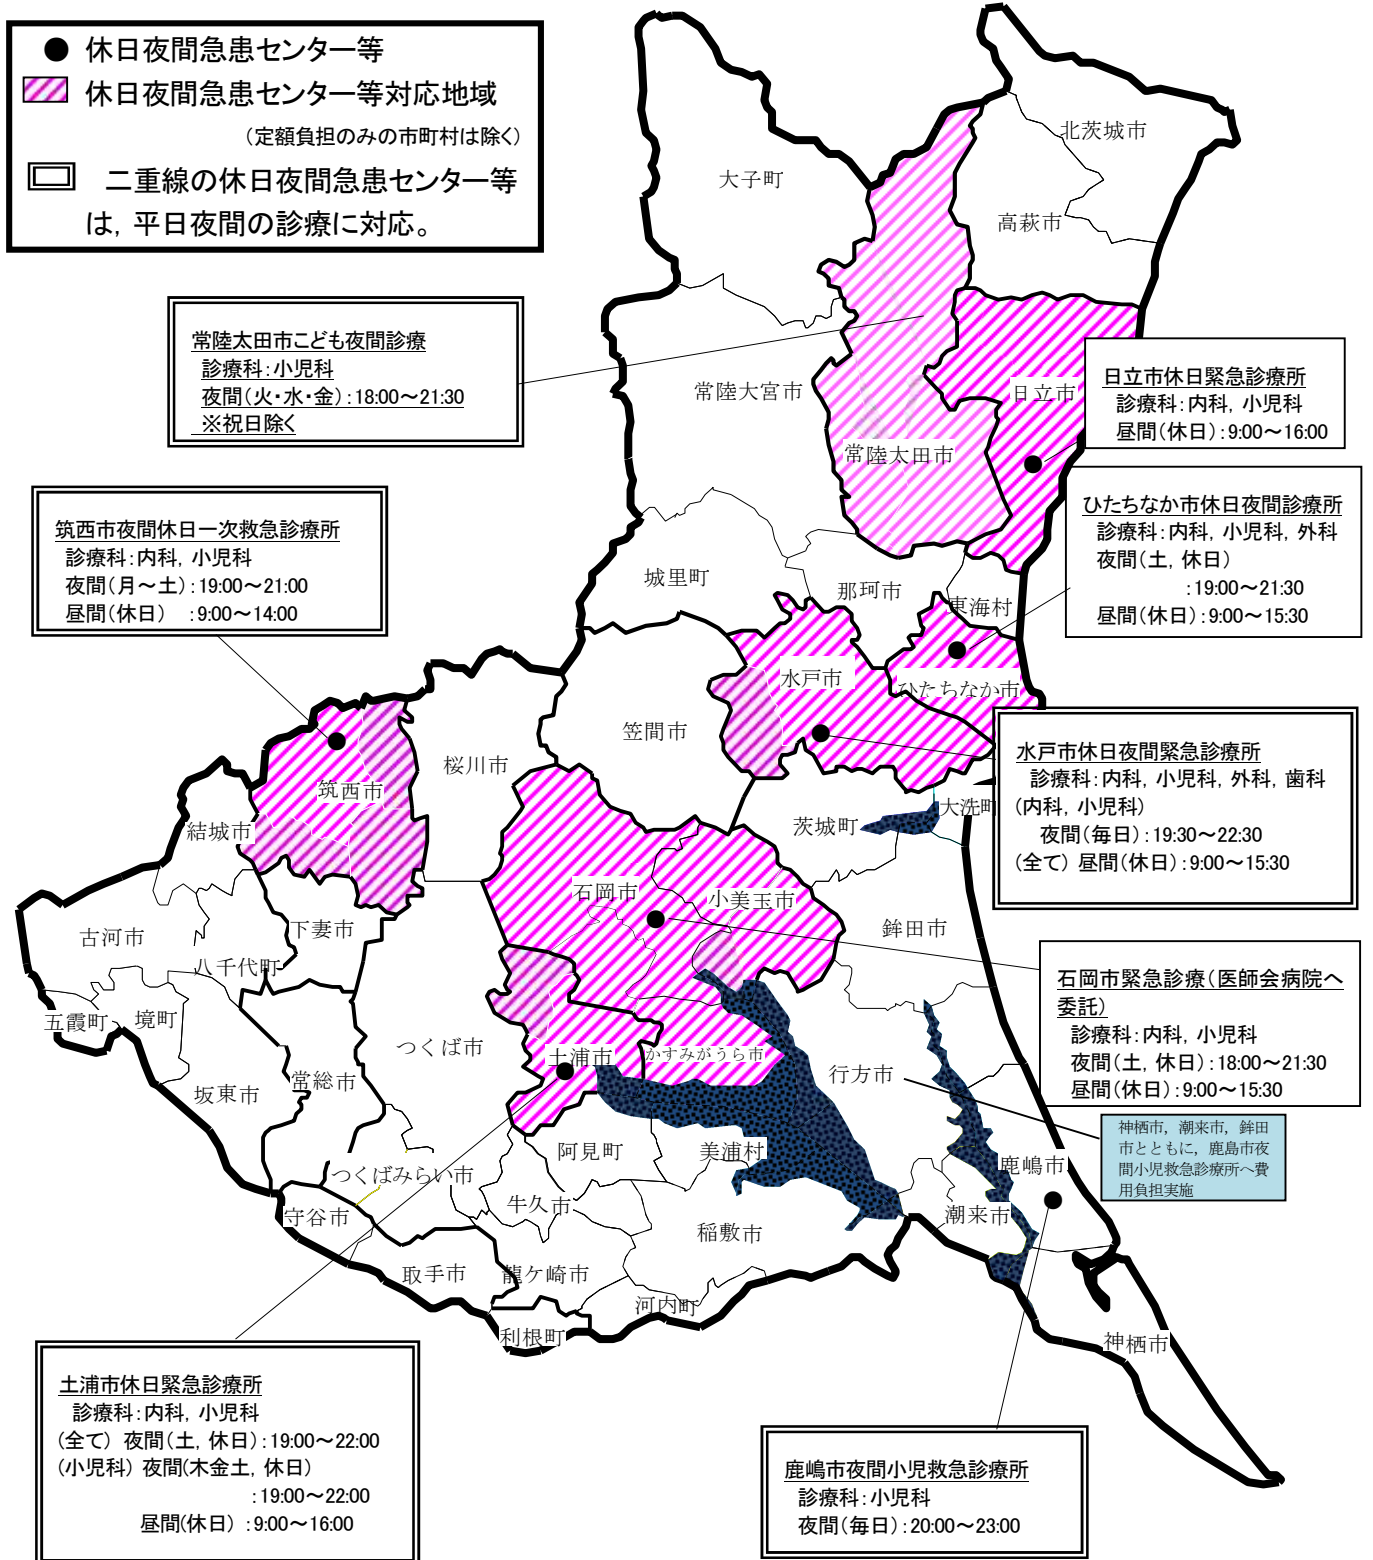 休日夜間急患センター等
休日夜間急患センター等対応地域
(定額負担のみの市町村は除く)
二重線の休日夜間急患センター等
は, 平日夜間の診療に対応。
北茨城市
大子町
高萩市
常陸太田市こども夜間診療
診療科:小児科
夜間(火・水・金):18:00～21:30
※祝日除く
常陸大宮市
日立市
常陸太田市
日立市休日緊急診療所
診療科:内科, 小児科
昼間(休日):9:00～16:00
ひたちなか市休日夜間診療所
診療科:内科, 小児科, 外科
夜間(土, 休日)
:19:00～21:30
昼間(休日):9:00～15:30
筑西市夜間休日一次救急診療所
診療科:内科, 小児科
夜間(月～土):19:00～21:00
昼間(休日) :9:00～14:00
城里町
那珂市
東海村
水戸市
ひたちなか市
笠間市
桜川市
筑西市
結城市
水戸市休日夜間緊急診療所
診療科:内科, 小児科, 外科, 歯科
(内科, 小児科)
夜間(毎日):19:30～22:30
(全て) 昼間(休日):9:00～15:30
大洗町
茨城町
石岡市
小美玉市
鉾田市
古河市
下妻市
八千代町
五霞町
境町
つくば市
土浦市
かすみがうら市
行方市
常総市
坂東市
石岡市緊急診療(医師会病院へ
委託)
診療科:内科, 小児科
夜間(土, 休日):18:00～21:30
昼間(休日):9:00～15:30
神栖市, 潮来市, 鉾田
市とともに, 鹿島市夜
間小児救急診療所へ費
用負担実施
阿見町
美浦村
鹿嶋市
つくばみらい市
牛久市
守谷市
稲敷市
潮来市
取手市
龍ケ崎市
河内町
利根町
神栖市
土浦市休日緊急診療所
診療科:内科, 小児科
(全て) 夜間(土, 休日):19:00～22:00
(小児科) 夜間(木金土, 休日)
:19:00～22:00
昼間(休日) :9:00～16:00
鹿嶋市夜間小児救急診療所
診療科:小児科
夜間(毎日):20:00～23:00